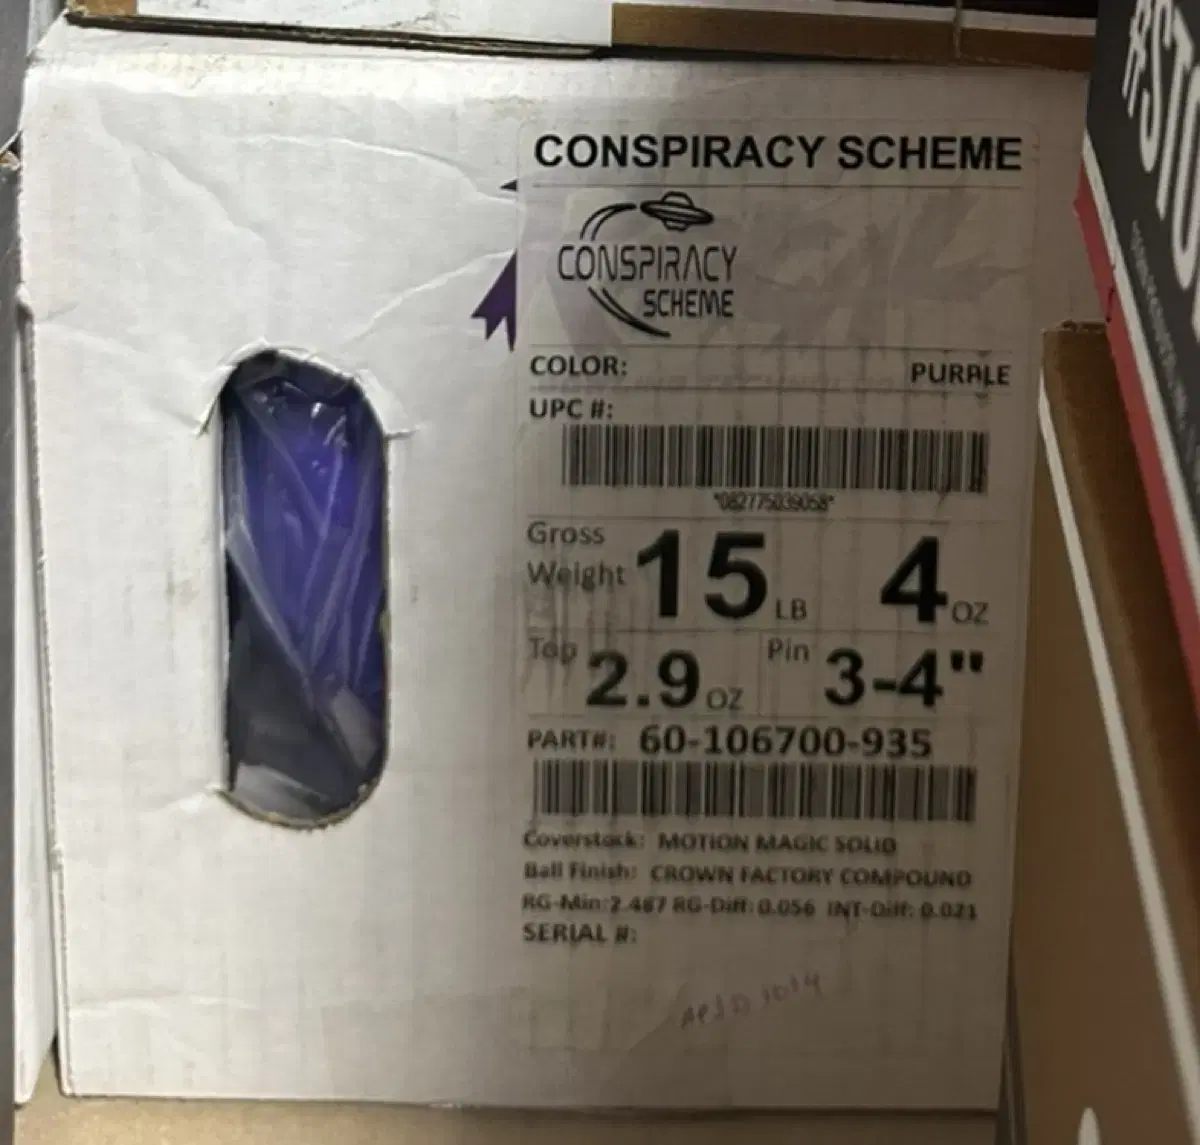 CONSPIRACY SCHEME
CONSPIRACY
SCHEME
COLOR: PURPLE
UPC #:
*082775039058*
Gross
Weight 15 LB 4 OZ
Top 2.9 OZ Pin 3-4"
PART#: 60-106700-935
Coverstock: MOTION MAGIC SOLID
Ball Finish: CROWN FACTORY COMPOUND
RG-Min:2.487 RG-Diff: 0.056 INT-Diff: 0.021
SERIAL #: